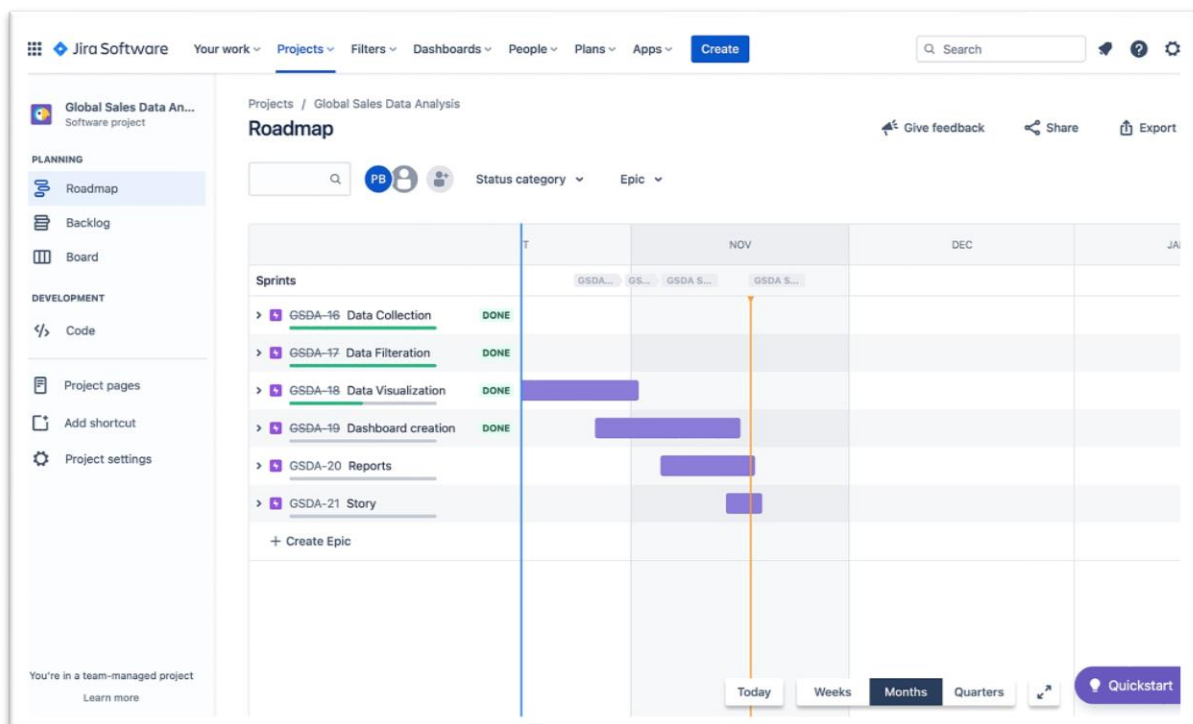 Jira Software Your work Projects Filters Dashboards People Plans Apps Create Search
Global Sales Data An...
Software project
PLANNING
Roadmap
Backlog
Board
DEVELOPMENT
Code
Project pages
Add shortcut
Project settings
You're in a team-managed project
Learn more
Projects / Global Sales Data Analysis
Roadmap
Give feedback Share Export
PB Status category Epic
T NOV DEC JA
Sprints GSDA... GS... GSDA S... GSDA S...
GSDA-16 Data Collection DONE
GSDA-17 Data Filteration DONE
GSDA-18 Data Visualization DONE
GSDA-19 Dashboard creation DONE
GSDA-20 Reports
GSDA-21 Story
+ Create Epic
Today Weeks Months Quarters Quickstart